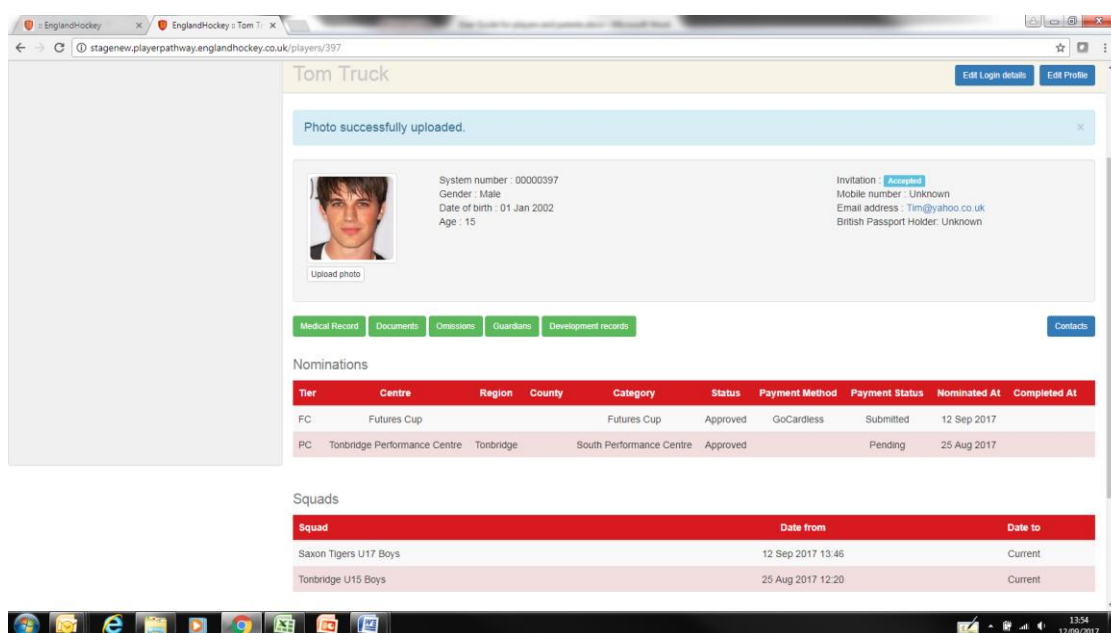 :: EnglandHockey
EnglandHockey :: Tom Tr
stagenew.playerpathway.englandhockey.co.uk/players/397
Tom Truck
Edit Login details
Edit Profile
Photo successfully uploaded.
×
System number : 00000397
Gender : Male
Date of birth : 01 Jan 2002
Age : 15
Invitation : Accepted
Mobile number : Unknown
Email address : Tim@yahoo.co.uk
British Passport Holder: Unknown
Upload photo
Medical Record Documents Omissions Guardians Development records Contacts
Nominations
Tier Centre Region County Category Status Payment Method Payment Status Nominated At Completed At
FC Futures Cup Futures Cup Approved GoCardless Submitted 12 Sep 2017
PC Tonbridge Performance Centre Tonbridge South Performance Centre Approved Pending 25 Aug 2017
Squads
Squad Date from Date to
Saxon Tigers U17 Boys 12 Sep 2017 13:46 Current
Tonbridge U15 Boys 25 Aug 2017 12:20 Current
13:54
12/09/2017